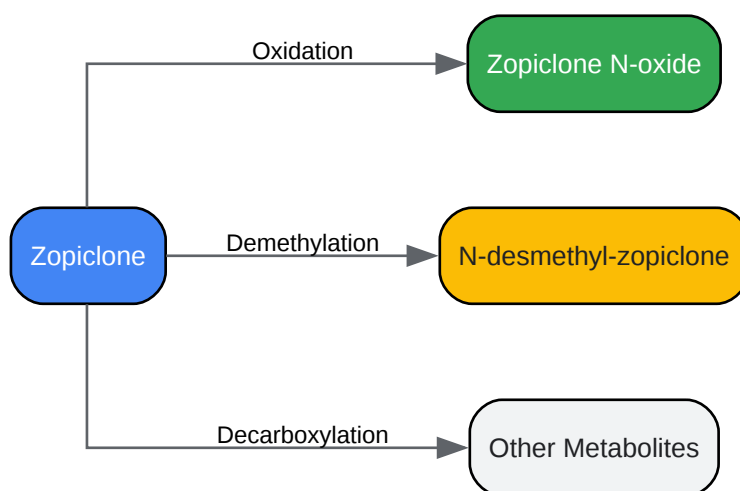 Oxidation
Zopiclone N-oxide
Zopiclone
Demethylation
N-desmethyl-zopiclone
Decarboxylation
Other Metabolites